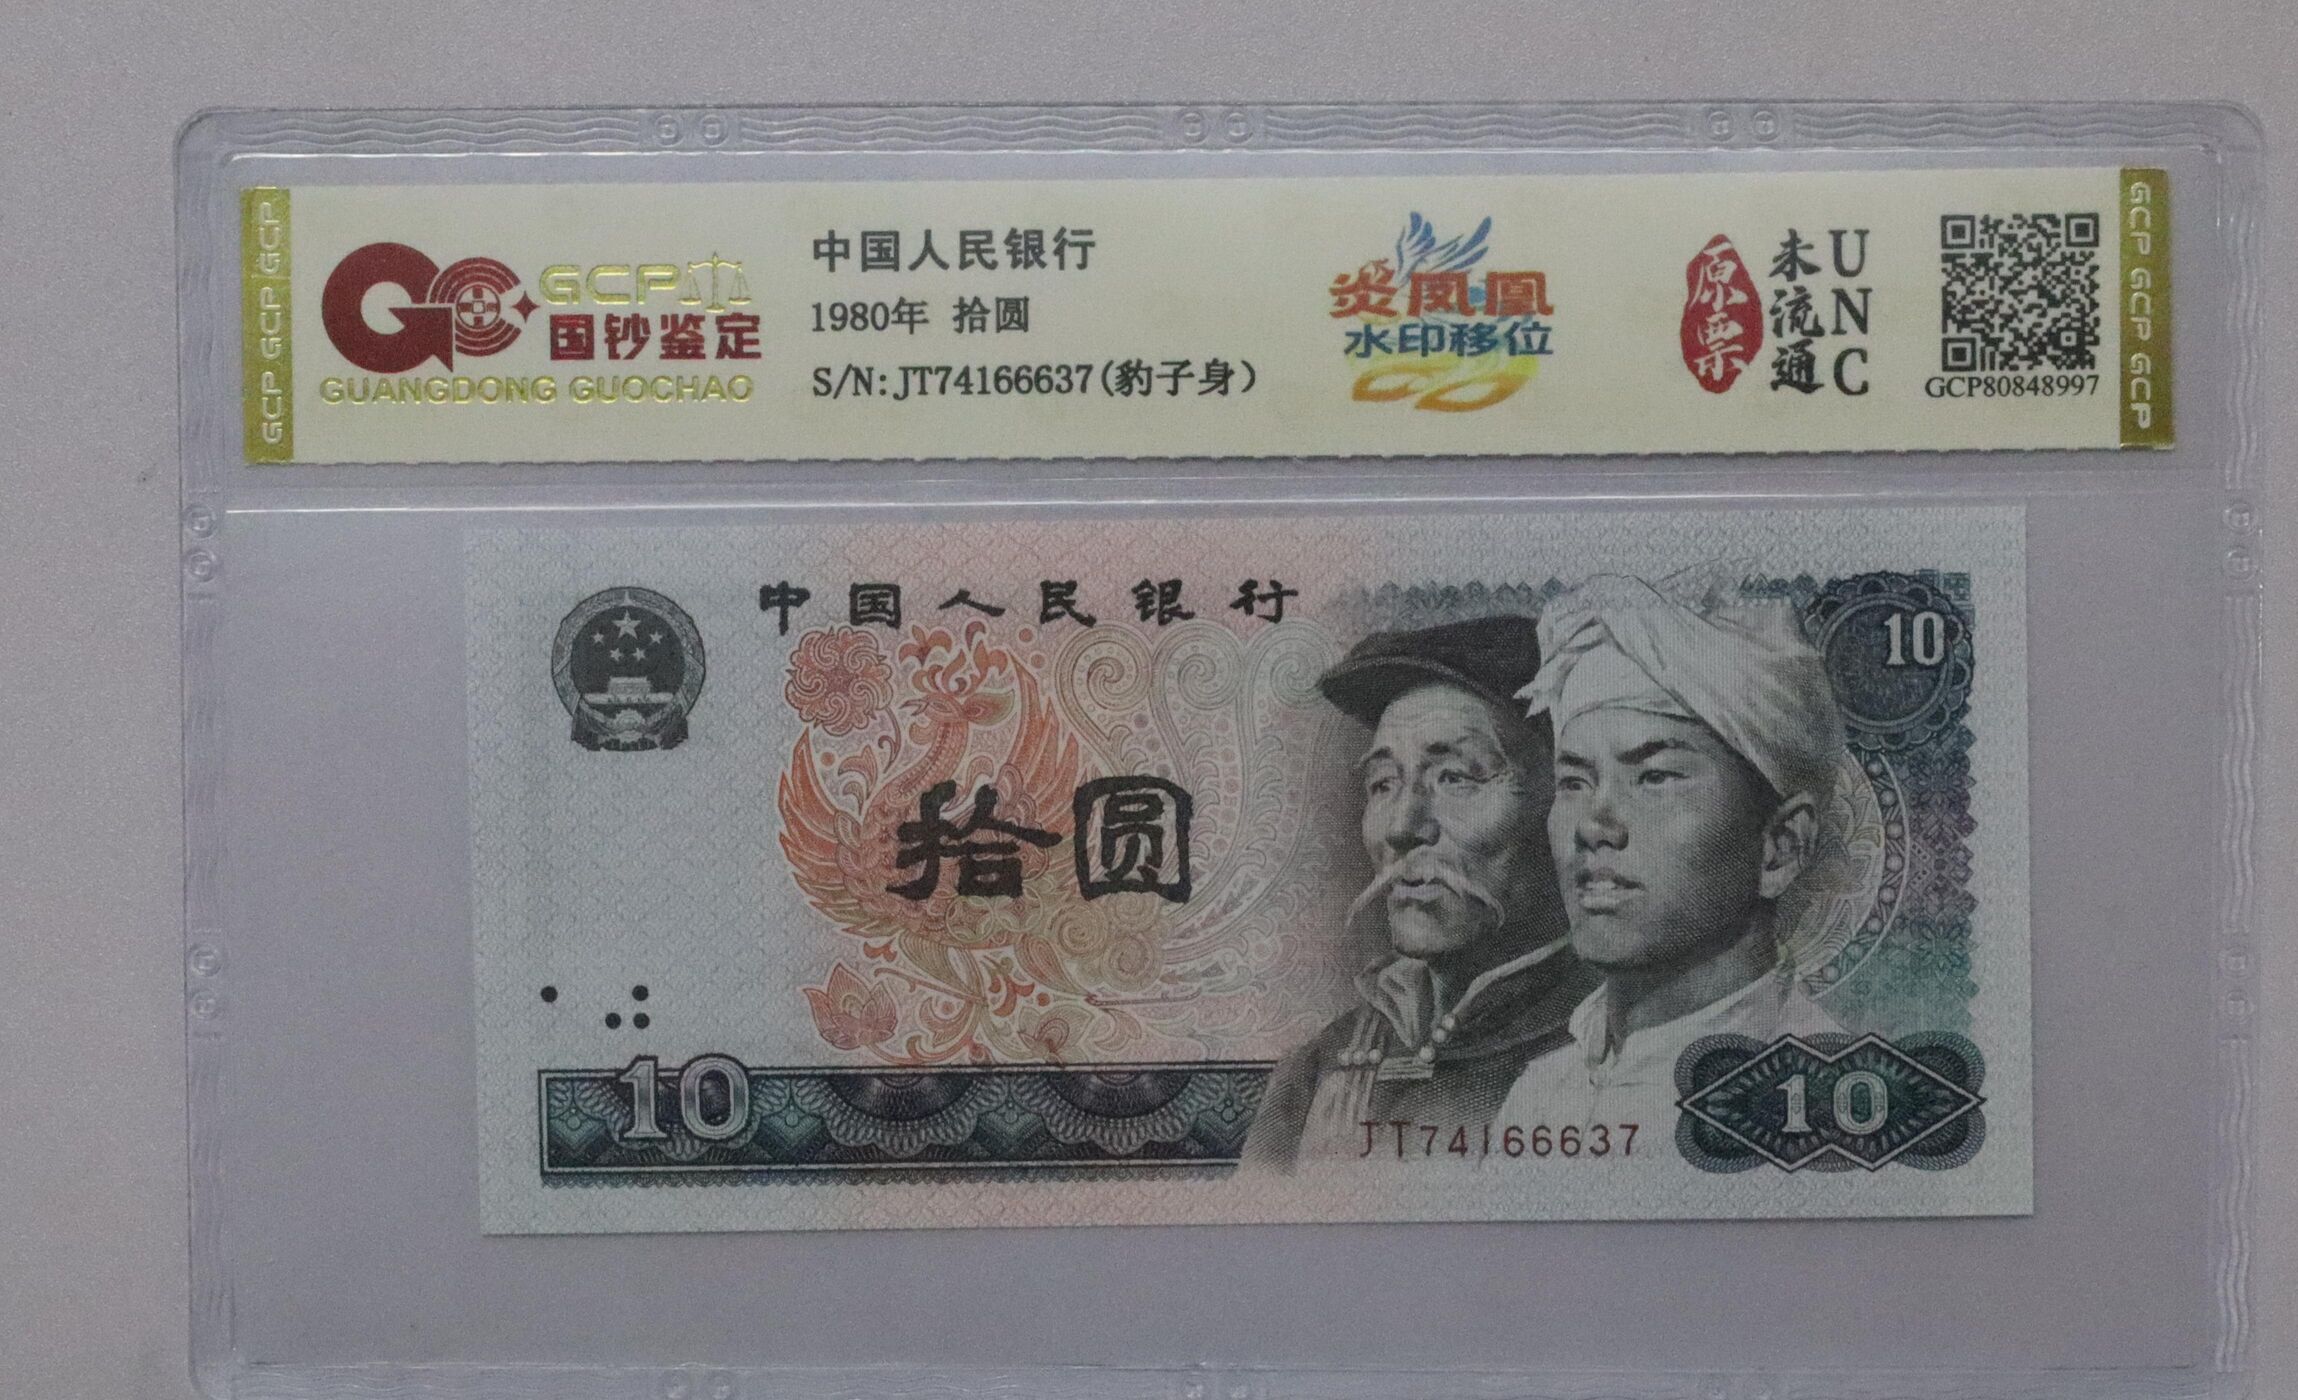 GCP GCP GCP
GCP
国钞鉴定
GUANGDONG GUOCHAO
中国人民银行
1980年 拾圆
S/N:JT74166637(豹子身)
炎凤凰
水印移位
原票
未流通
UNC
GCP80848997
GCP GCP GCP
中国人民银行
10
拾圆
10
JT74166637
10